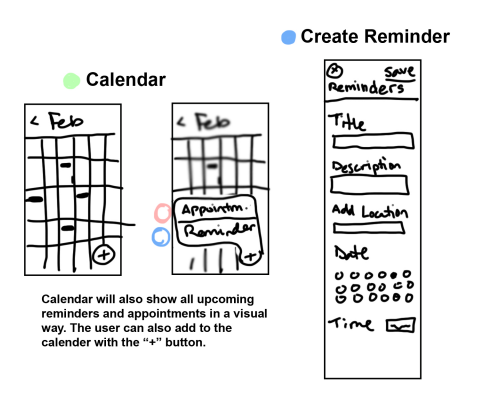 Create Reminder
Calendar
< Feb
+
< Feb
Appointm.
Reminder
+
Calendar will also show all upcoming
reminders and appointments in a visual
way. The user can also add to the
calender with the “+” button.
x
Save
Reminders
Title
Description
Add Location
Date
Time